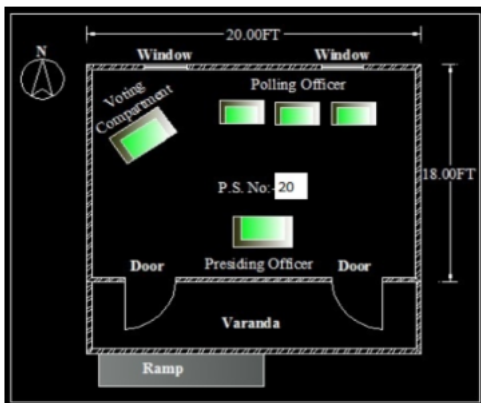 20.00FT
N
Window
Window
Voting
Compartment
Polling Officer
18.00FT
P.S. No:- 20
Door
Presiding Officer
Door
Varanda
Ramp